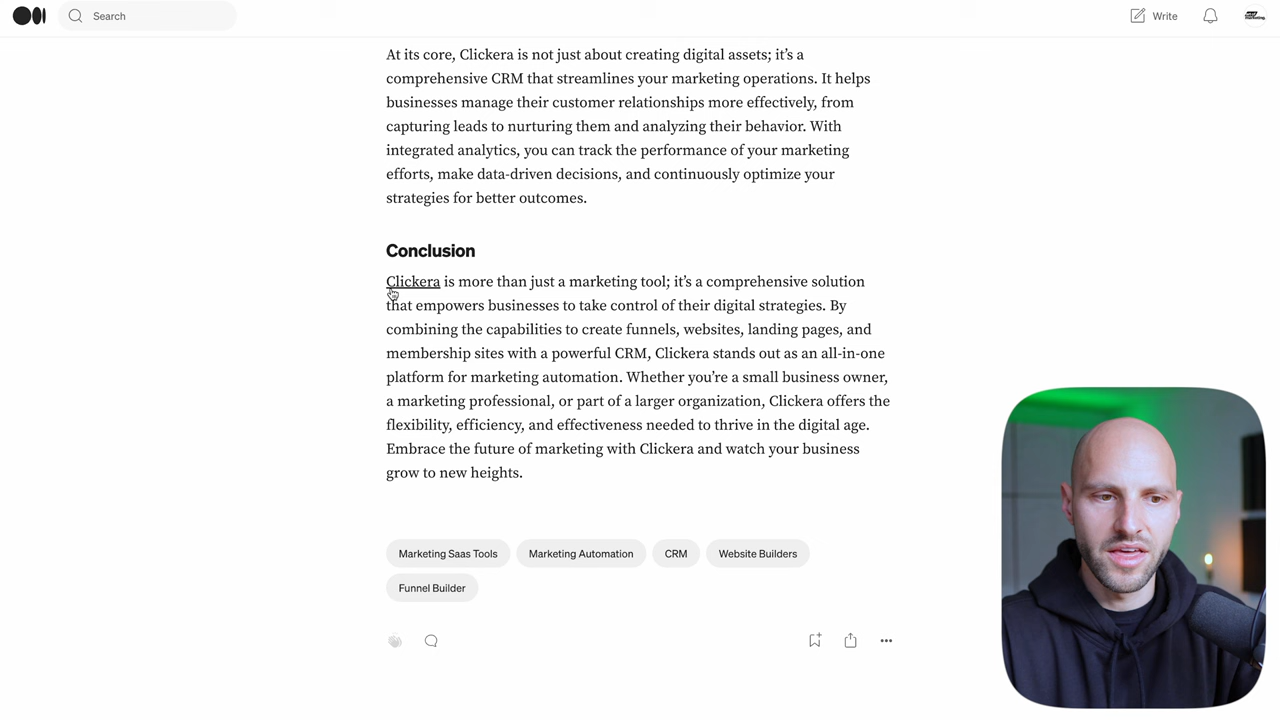 Search
Write
At its core, Clickera is not just about creating digital assets; it’s a
comprehensive CRM that streamlines your marketing operations. It helps
businesses manage their customer relationships more effectively, from
capturing leads to nurturing them and analyzing their behavior. With
integrated analytics, you can track the performance of your marketing
efforts, make data-driven decisions, and continuously optimize your
strategies for better outcomes.
Conclusion
Clickera is more than just a marketing tool; it’s a comprehensive solution
that empowers businesses to take control of their digital strategies. By
combining the capabilities to create funnels, websites, landing pages, and
membership sites with a powerful CRM, Clickera stands out as an all-in-one
platform for marketing automation. Whether you’re a small business owner,
a marketing professional, or part of a larger organization, Clickera offers the
flexibility, efficiency, and effectiveness needed to thrive in the digital age.
Embrace the future of marketing with Clickera and watch your business
grow to new heights.
Marketing Saas Tools
Marketing Automation
CRM
Website Builders
Funnel Builder